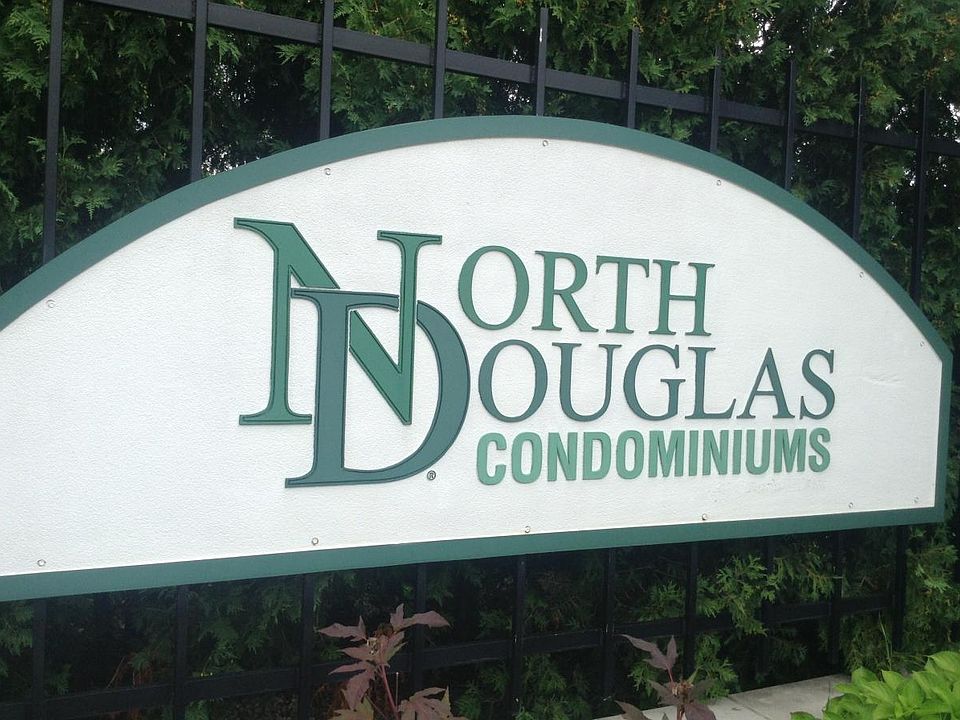 NORTH
DOUGLAS
®
CONDOMINIUMS